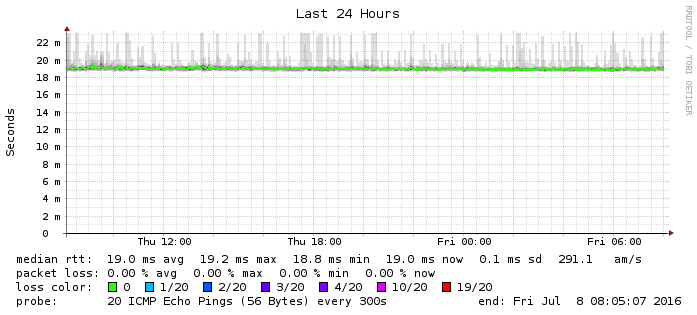 Last 24 Hours
RRDTOOL / TOBI OETIKER
Seconds
22 m
20 m
18 m
16 m
14 m
12 m
10 m
8 m
6 m
4 m
2 m
0
Thu 12:00 Thu 18:00 Fri 00:00 Fri 06:00
median rtt: 19.0 ms avg 19.2 ms max 18.8 ms min 19.0 ms now 0.1 ms sd 291.1 am/s
packet loss: 0.00 % avg 0.00 % max 0.00 % min 0.00 % now
loss color: 0 1/20 2/20 3/20 4/20 10/20 19/20
probe: 20 ICMP Echo Pings (56 Bytes) every 300s end: Fri Jul 8 08:05:07 2016